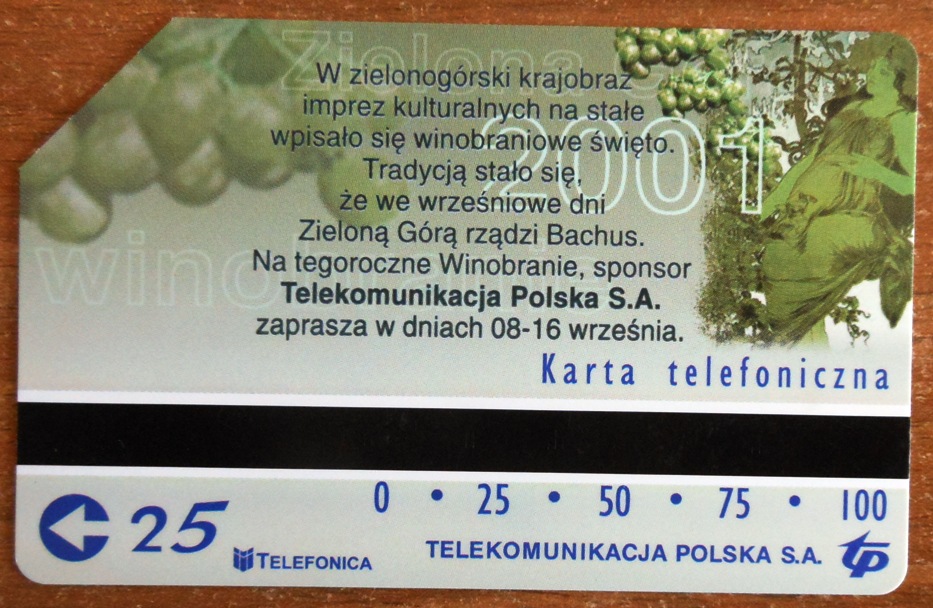 Zielona
W zielonogórski krajobraz
imprez kulturalnych na stałe
wpisało się winobraniowe święto.
2001
Tradycją stało się,
że we wrześniowe dni
Zieloną Górą rządzi Bachus.
winobranie
Na tegoroczne Winobranie, sponsor
Telekomunikacja Polska S.A.
zaprasza w dniach 08-16 września.
Karta telefoniczna
0 • 25 • 50 • 75 • 100
25
TELEFONICA
TELEKOMUNIKACJA POLSKA S.A.
tp